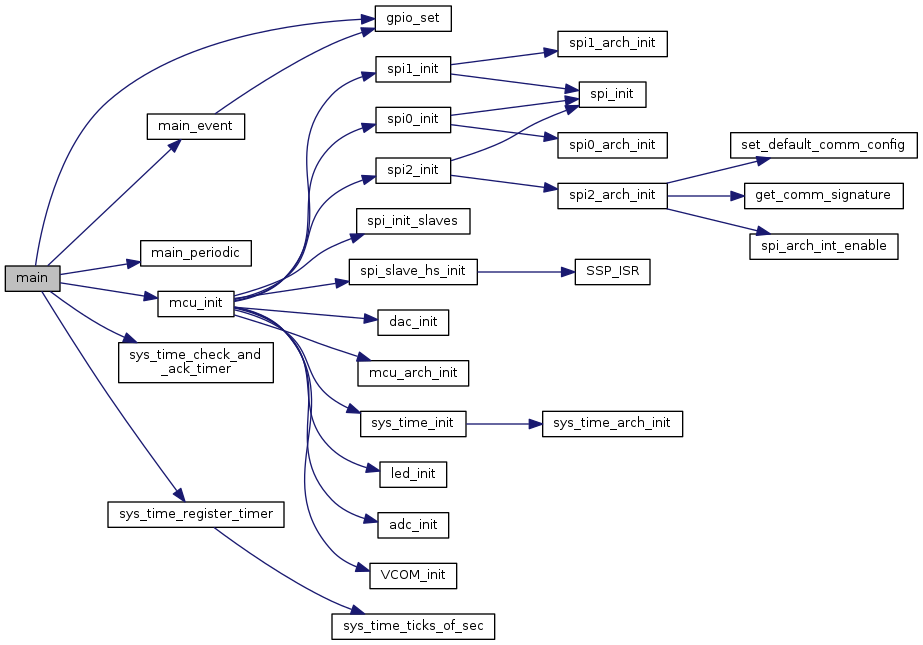 gpio_set
spi1_arch_init
spi1_init
spi_init
spi0_init
main_event
set_default_comm_config
spi0_arch_init
spi2_init
spi2_arch_init
get_comm_signature
spi_init_slaves
spi_arch_int_enable
main_periodic
spi_slave_hs_init
SSP_ISR
main
mcu_init
dac_init
sys_time_check_and
_ack_timer
mcu_arch_init
sys_time_init
sys_time_arch_init
led_init
sys_time_register_timer
adc_init
VCOM_init
sys_time_ticks_of_sec